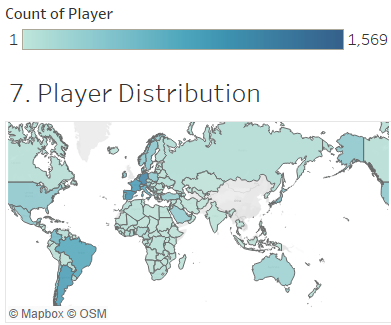 Count of Player
1 1,569
7. Player Distribution
© Mapbox © OSM